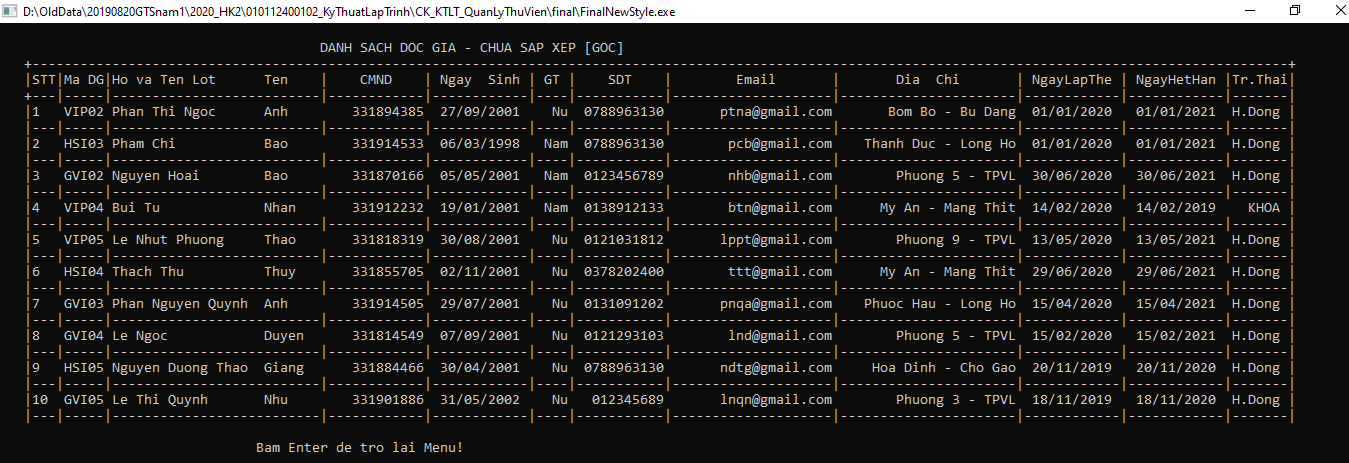 D:\OldData\20190820GTSnam1\2020_HK2\010112400102_KyThuatLapTrinh\CK_KTLT_QuanLyThuVien\final\FinalNewStyle.exe
DANH SACH DOC GIA - CHUA SAP XEP [GOC]
|STT|Ma DG|Ho va Ten Lot      Ten    |    CMND    | Ngay  Sinh | GT |    SDT    |        Email       |       Dia  Chi       | NgayLapThe | NgayHetHan |Tr.Thai|
|1   VIP02 Phan Thi Ngoc      Anh        331894385  27/09/2001    Nu  0788963130       ptna@gmail.com       Bom Bo - Bu Dang  01/01/2020   01/01/2021  H.Dong |
|2   HSI03 Pham Chi           Bao        331914533  06/03/1998   Nam  0788963130        pcb@gmail.com    Thanh Duc - Long Ho  01/01/2020   01/01/2021  H.Dong |
|3   GVI02 Nguyen Hoai        Bao        331870166  05/05/2001   Nam  0123456789        nhb@gmail.com        Phuong 5 - TPVL  30/06/2020   30/06/2021  H.Dong |
|4   VIP04 Bui Tu             Nhan       331912232  19/01/2001   Nam  0138912133        btn@gmail.com      My An - Mang Thit  14/02/2020   14/02/2019    KHOA |
|5   VIP05 Le Nhut Phuong     Thao       331818319  30/08/2001    Nu  0121031812       lppt@gmail.com        Phuong 9 - TPVL  13/05/2020   13/05/2021  H.Dong |
|6   HSI04 Thach Thu          Thuy       331855705  02/11/2001    Nu  0378202400        ttt@gmail.com      My An - Mang Thit  29/06/2020   29/06/2021  H.Dong |
|7   GVI03 Phan Nguyen Quynh  Anh        331914505  29/07/2001    Nu  0131091202       pnqa@gmail.com    Phuoc Hau - Long Ho  15/04/2020   15/04/2021  H.Dong |
|8   GVI04 Le Ngoc            Duyen      331814549  07/09/2001    Nu  0121293103        lnd@gmail.com        Phuong 5 - TPVL  15/02/2020   15/02/2021  H.Dong |
|9   HSI05 Nguyen Duong Thao  Giang      331884466  30/04/2001    Nu  0788963130       ndtg@gmail.com     Hoa Dinh - Cho Gao  20/11/2019   20/11/2020  H.Dong |
|10  GVI05 Le Thi Quynh       Nhu        331901886  31/05/2002    Nu   012345689       lnqn@gmail.com        Phuong 3 - TPVL  18/11/2019   18/11/2020  H.Dong |
Bam Enter de tro lai Menu!